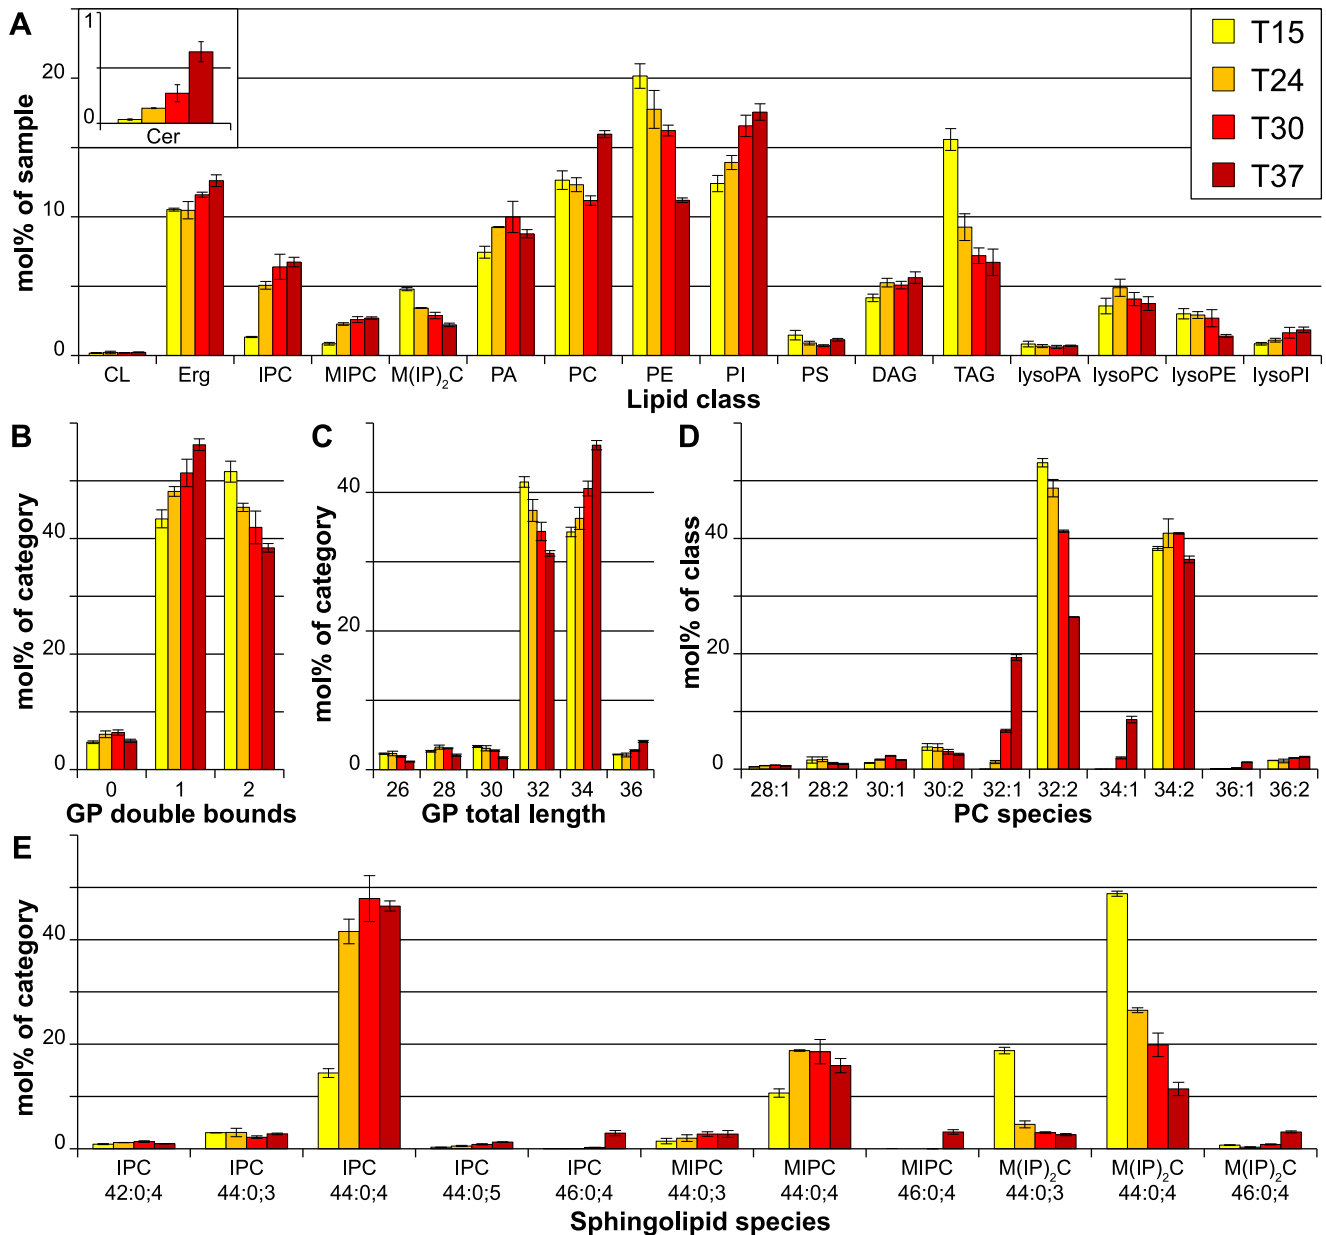 A
1
0
Cer
T15
T24
T30
T37
mol% of sample
20
10
0
CL Erg IPC MIPC M(IP)₂C PA PC PE PI PS DAG TAG lysoPA lysoPC lysoPE lysoPI
Lipid class
B
mol% of category
40
20
0
0 1 2
GP double bounds
C
mol% of category
40
20
0
26 28 30 32 34 36
GP total length
D
mol% of class
40
20
0
28:1 28:2 30:1 30:2 32:1 32:2 34:1 34:2 36:1 36:2
PC species
E
mol% of category
40
20
0
IPC IPC IPC IPC IPC MIPC MIPC MIPC M(IP)₂C M(IP)₂C M(IP)₂C
42:0;4 44:0;3 44:0;4 44:0;5 46:0;4 44:0;3 44:0;4 46:0;4 44:0;3 44:0;4 46:0;4
Sphingolipid species